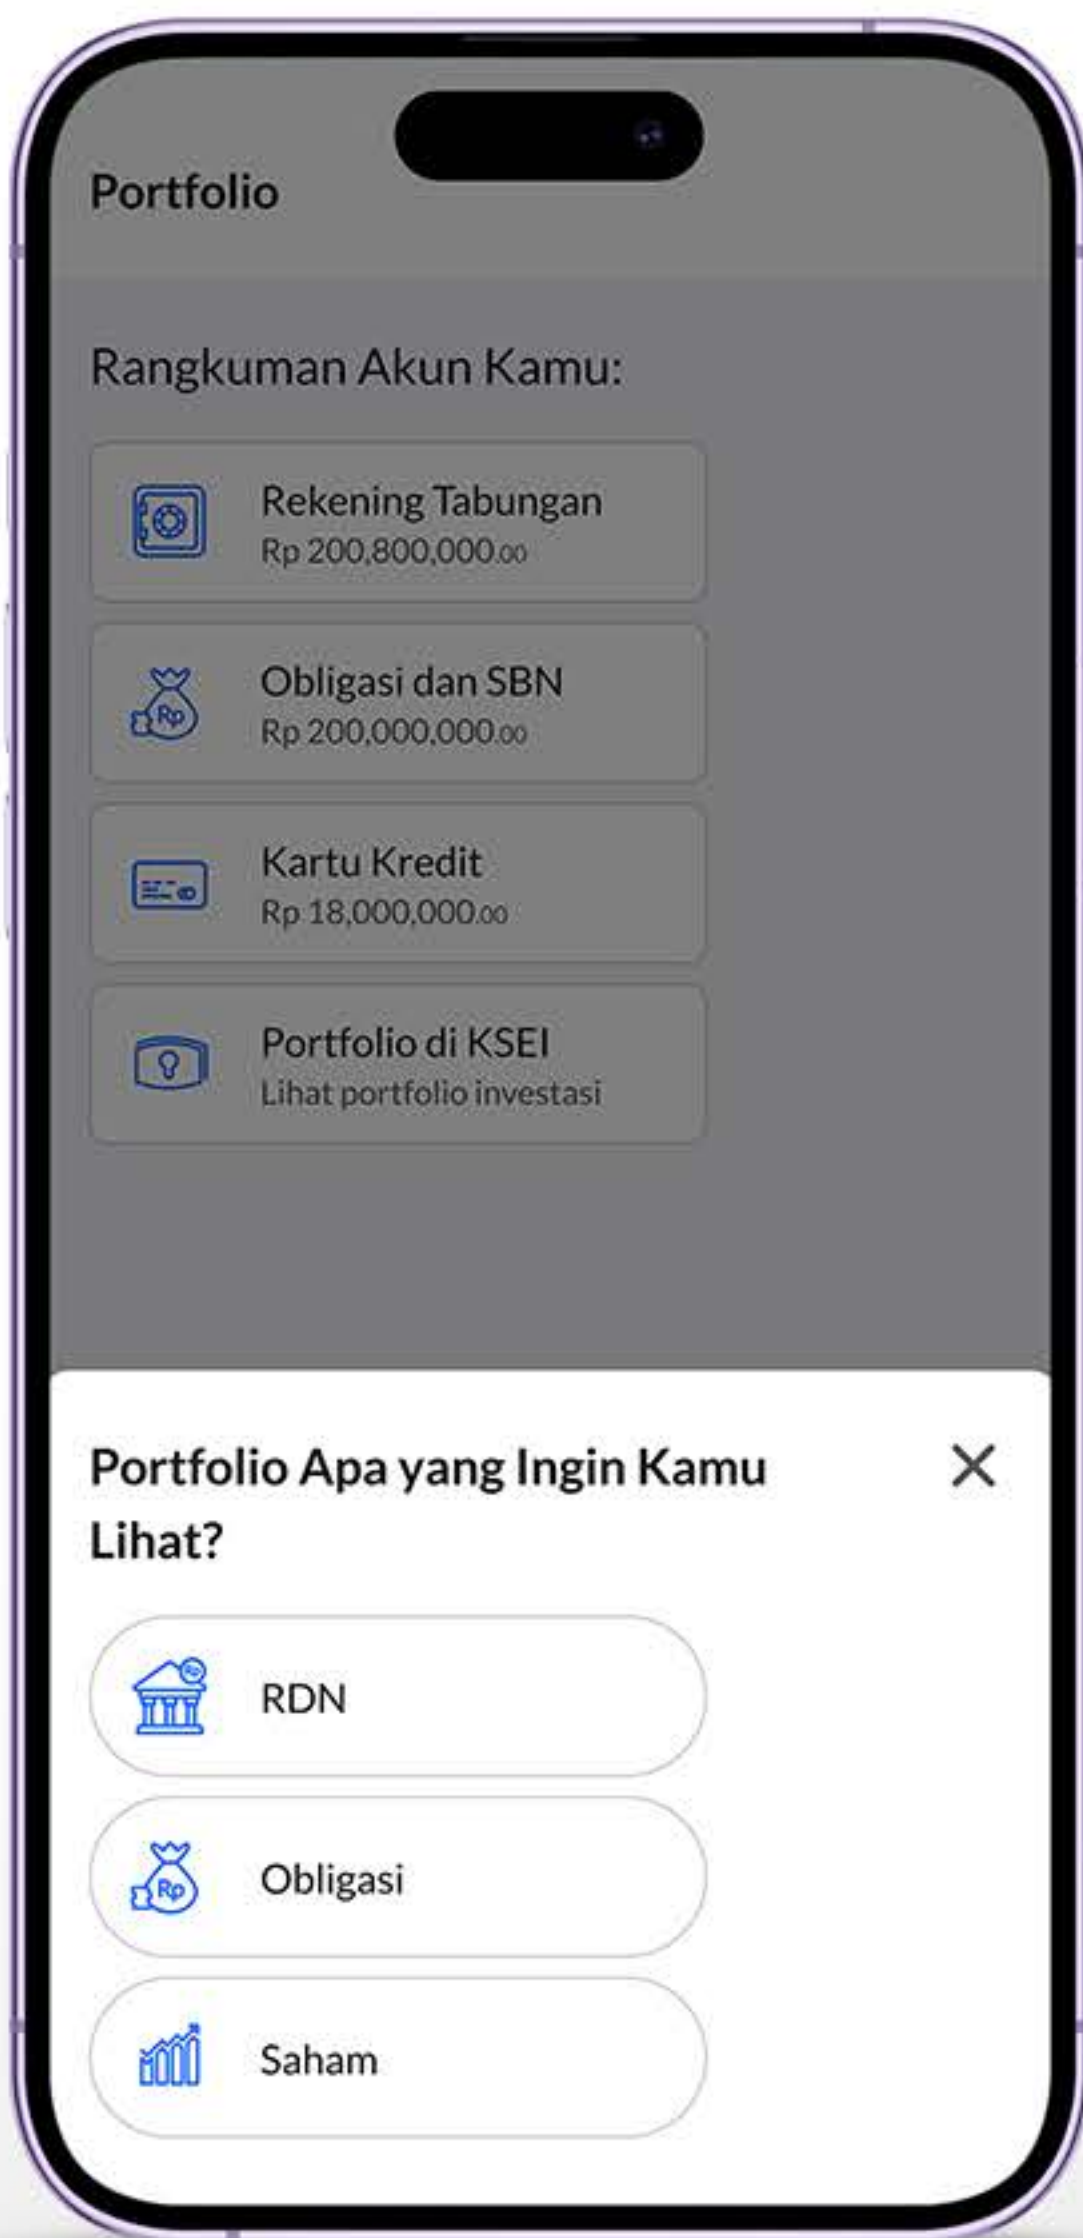 Portfolio
Rangkuman Akun Kamu:
Rekening Tabungan
Rp 200,800,000.00
Obligasi dan SBN
Rp 200,000,000.00
Kartu Kredit
Rp 18,000,000.00
Portfolio di KSEI
Lihat portfolio investasi
Portfolio Apa yang Ingin Kamu
Lihat?
RDN
Rp
Obligasi
Saham